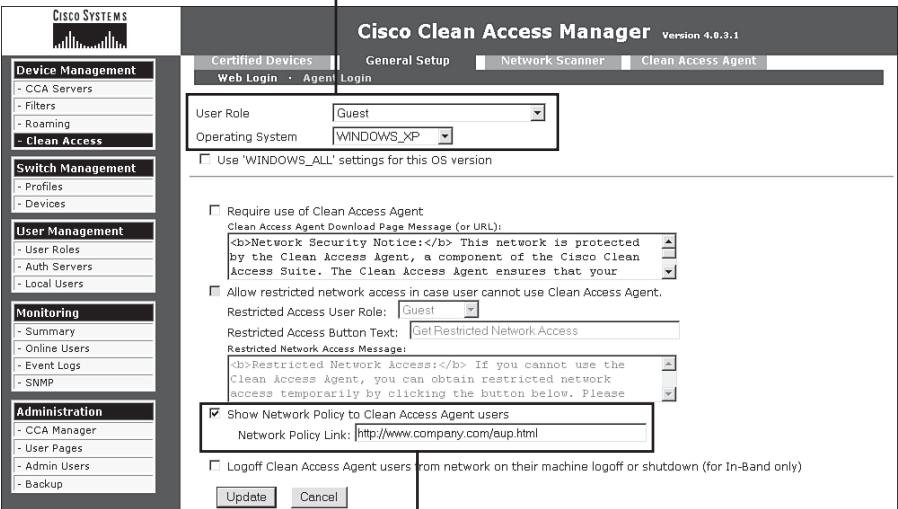 CISCO SYSTEMS
Cisco Clean Access Manager Version 4.0.3.1
Device Management
- CCA Servers
- Filters
- Roaming
- Clean Access
Switch Management
- Profiles
- Devices
User Management
- User Roles
- Auth Servers
- Local Users
Monitoring
- Summary
- Online Users
- Event Logs
- SNMP
Administration
- CCA Manager
- User Pages
- Admin Users
- Backup
Certified Devices General Setup Network Scanner Clean Access Agent
Web Login · Agent Login
User Role Guest
Operating System WINDOWS_XP
Use 'WINDOWS_ALL' settings for this OS version
Require use of Clean Access Agent
Clean Access Agent Download Page Message (or URL):
<b>Network Security Notice:</b> This network is protected
by the Clean Access Agent, a component of the Cisco Clean
Access Suite. The Clean Access Agent ensures that your
Allow restricted network access in case user cannot use Clean Access Agent.
Restricted Access User Role: Guest
Restricted Access Button Text: Get Restricted Network Access
Restricted Network Access Message:
<b>Restricted Network Access:</b> If you cannot use the
Clean Access Agent, you can obtain restricted network
access temporarily by clicking the button below. Please
Show Network Policy to Clean Access Agent users
Network Policy Link: http://www.company.com/aup.html
Logoff Clean Access Agent users from network on their machine logoff or shutdown (for In-Band only)
Update Cancel